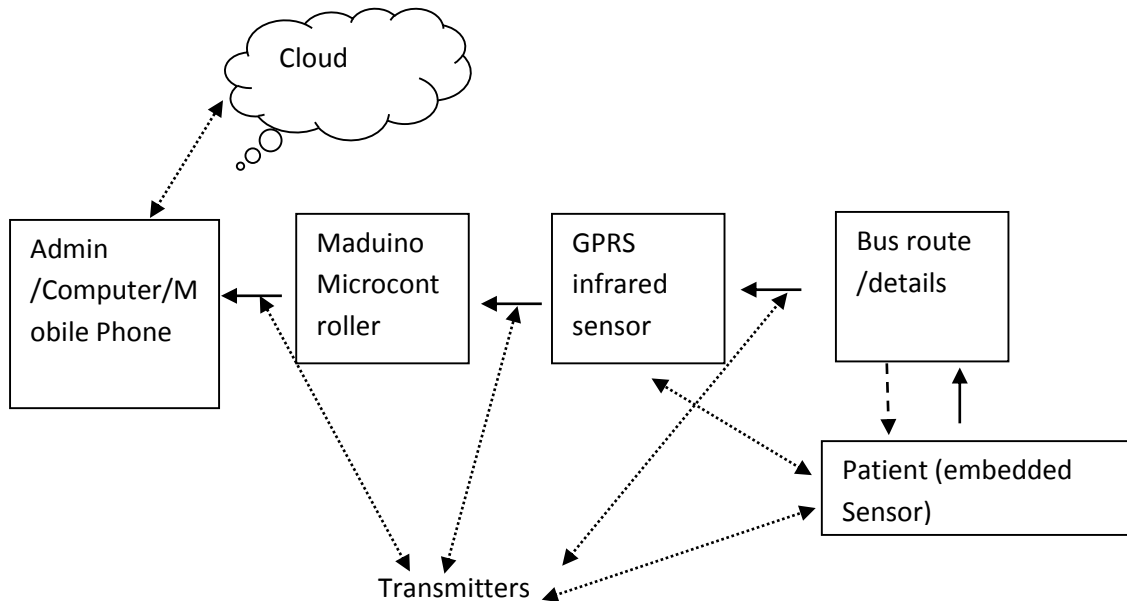 Cloud
Admin
/Computer/M
obile Phone
Maduino
Microcont
roller
GPRS
infrared
sensor
Bus route
/details
Patient (embedded
Sensor)
Transmitters